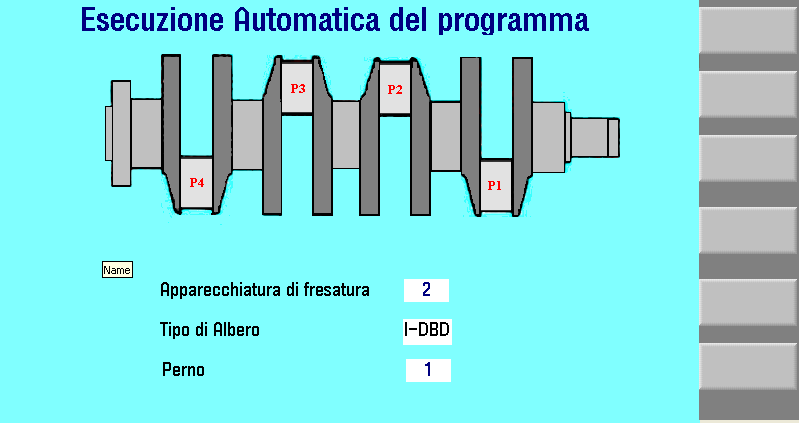 Esecuzione Automatica del programma
P3 P2
P4 P1
Name
Apparecchiatura di fresatura 2
Tipo di Albero I-DBD
Perno 1